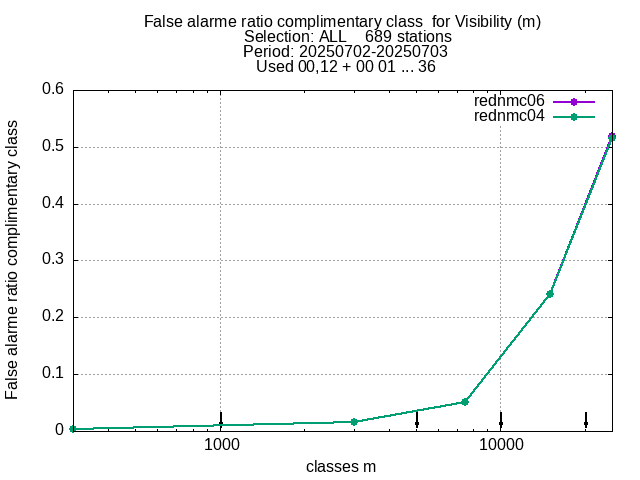 False alarme ratio complimentary class  for Visibility (m)
Selection: ALL    689 stations
Period: 20250702-20250703
Used 00,12 + 00 01 ... 36
rednmc06
rednmc04
False alarme ratio complimentary class
0.6
0.5
0.4
0.3
0.2
0.1
0
1000
10000
classes m